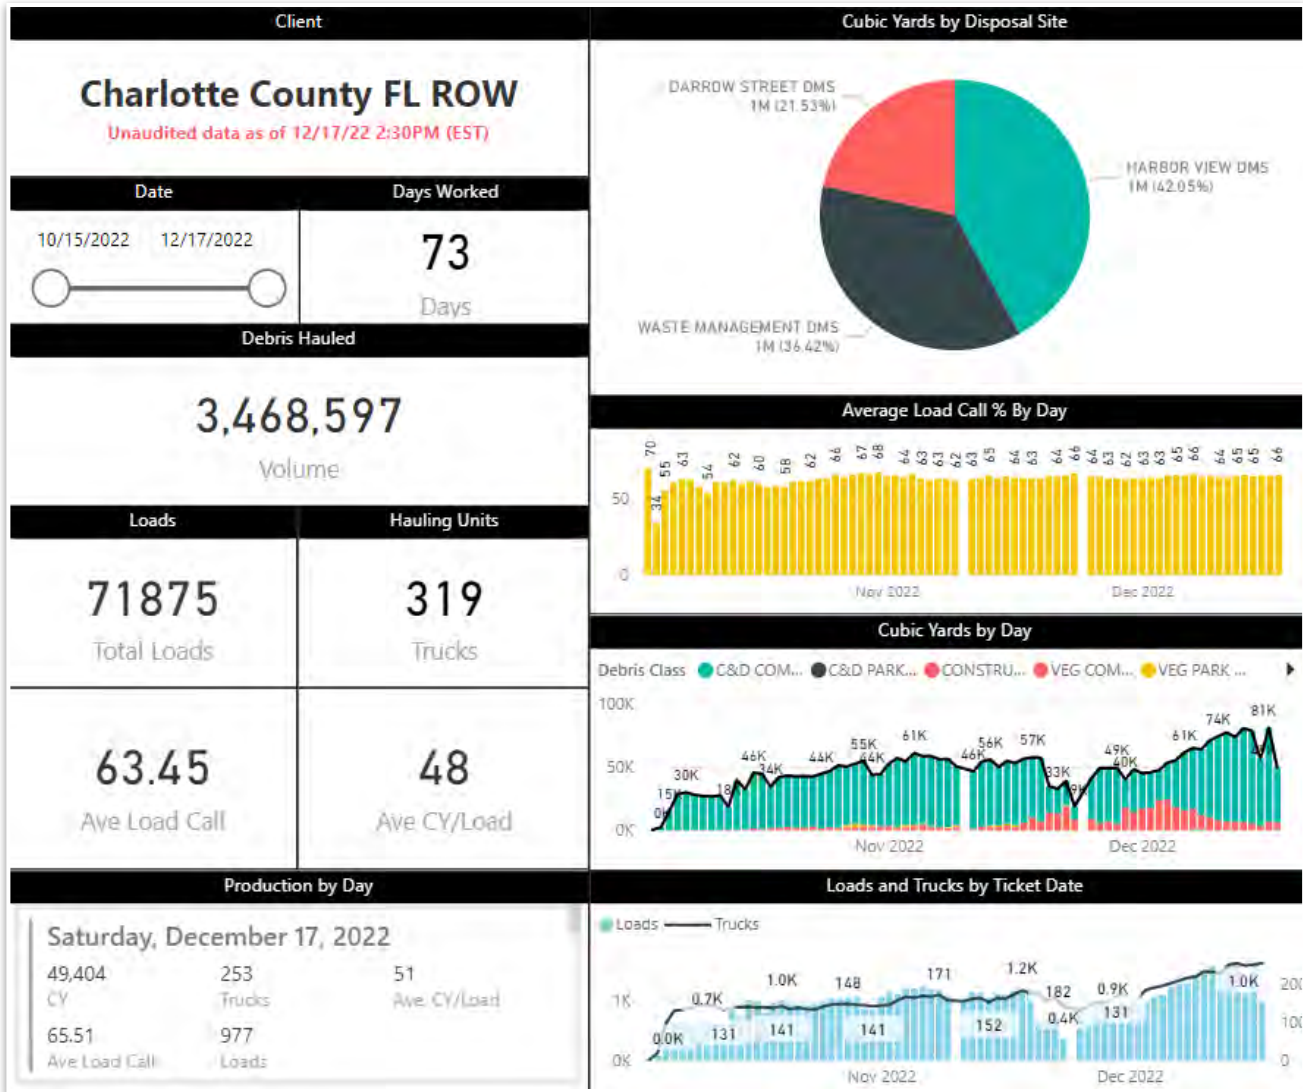 Client
Charlotte County FL ROW
Unaudited data as of 12/17/22 2:30PM (EST)
Date
Days Worked
10/15/2022 12/17/2022
73
Days
Debris Hauled
3,468,597
Volume
Loads
Hauling Units
71875
Total Loads
319
Trucks
63.45
Ave Load Call
48
Ave CY/Load
Production by Day
Saturday, December 17, 2022
49,404 253 51
CY Trucks Ave. CY/Load
65.51 977
Ave Load Call Loads
Cubic Yards by Disposal Site
DARROW STREET DMS
1M (21.53%)
HARBOR VIEW DMS
1M (42.05%)
WASTE MANAGEMENT DMS
1M (36.42%)
Average Load Call % By Day
70 34 55 63 54 62 60 58 62 66 67 68 64 63 63 62 63 65 64 63 64 66 64 63 62 63 63 65 66 64 65 65 66
50
0
Nov 2022 Dec 2022
Cubic Yards by Day
Debris Class C&D COM... C&D PARK... CONSTRU... VEG COM... VEG PARK ...
100K
50K
0K
0K 15K 30K 18 46K 34K 44K 55K 44K 61K 46K 56K 57K 33K 49K 40K 61K 74K 81K
Nov 2022 Dec 2022
Loads and Trucks by Ticket Date
Loads Trucks
1K
0K
0.0K 0.7K 131 1.0K 141 148 141 171 152 1.2K 182 0.4K 0.9K 131 1.0K
200
100
0
Nov 2022 Dec 2022